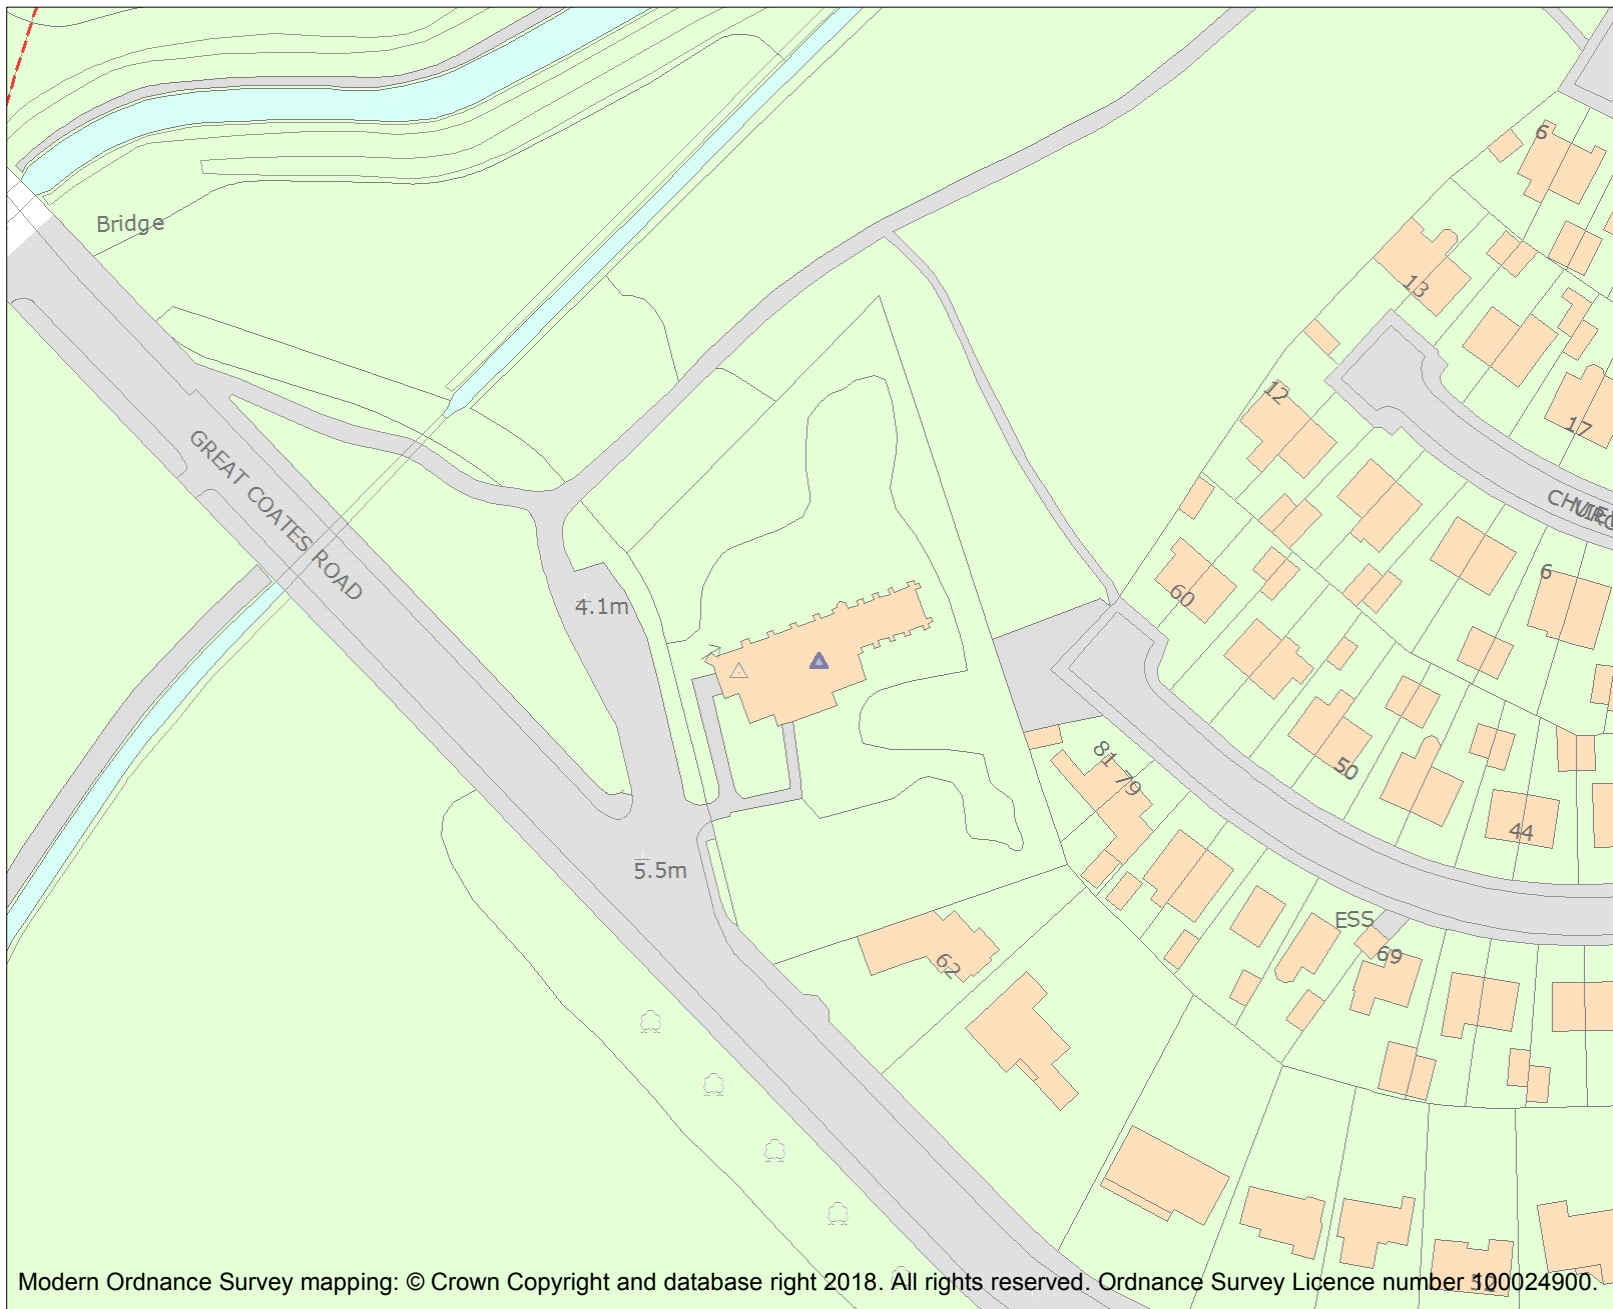 6
Bridge
13
12
17
GREAT COATES ROAD
6
60
4.1m
81 79
50
44
5.5m
ESS
69
62
Modern Ordnance Survey mapping: © Crown Copyright and database right 2018. All rights reserved. Ordnance Survey Licence number 100024900.